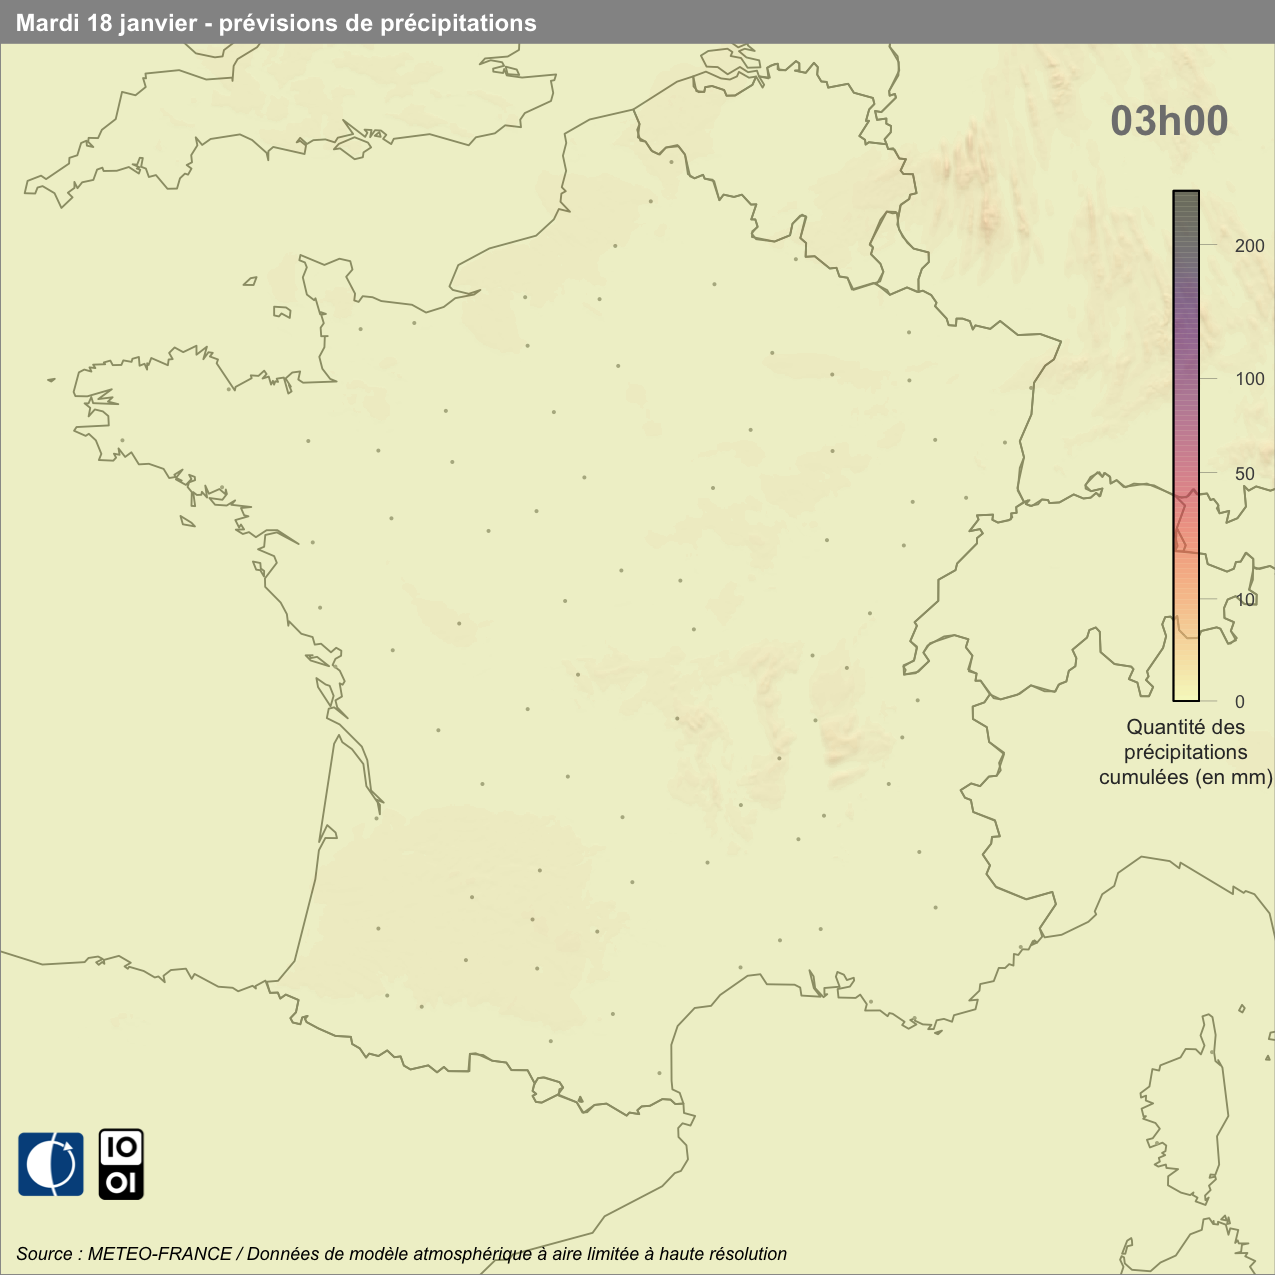 Mardi 18 janvier - prévisions de précipitations
03h00
200
100
50
10
0
Quantité des
précipitations
cumulées (en mm)
IO
OI
Source : METEO-FRANCE / Données de modèle atmosphérique à aire limitée à haute résolution